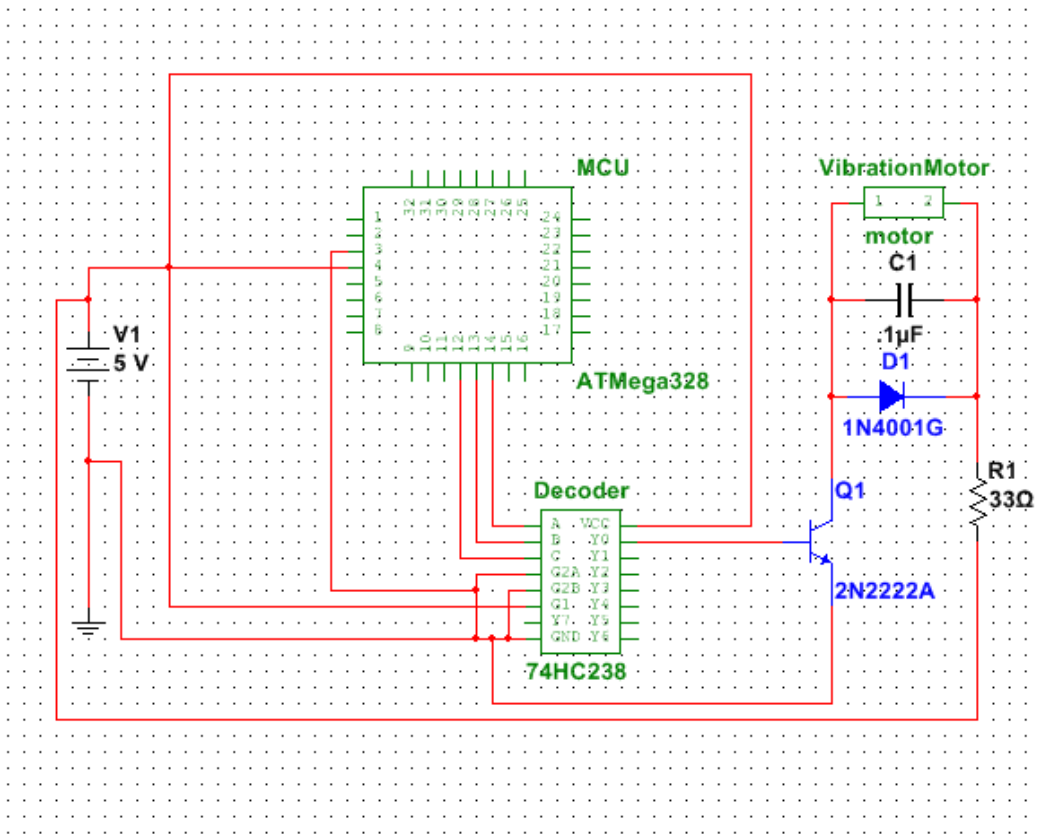 MCU
32 31 30 29 28 27 26 25
1
2
3
4
5
6
7
8
24
23
22
21
20
19
18
17
9 10 11 12 13 14 15 16
ATMega328
VibrationMotor
1 2
motor
C1
.1µF
D1
1N4001G
V1
5 V
R1
33Ω
Q1
2N2222A
Decoder
A VCC
B Y0
C Y1
G2A Y2
G2B Y3
G1 Y4
Y7 Y5
GND Y6
74HC238